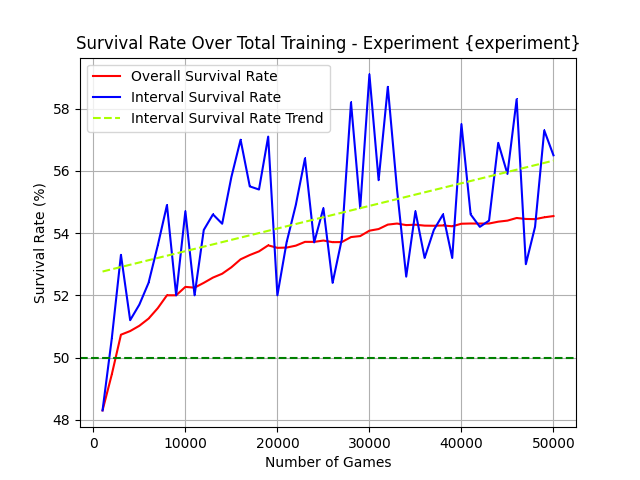 Survival Rate Over Total Training - Experiment {experiment}
Overall Survival Rate
Interval Survival Rate
Interval Survival Rate Trend
Survival Rate (%)
58
56
54
52
50
48
0 10000 20000 30000 40000 50000
Number of Games